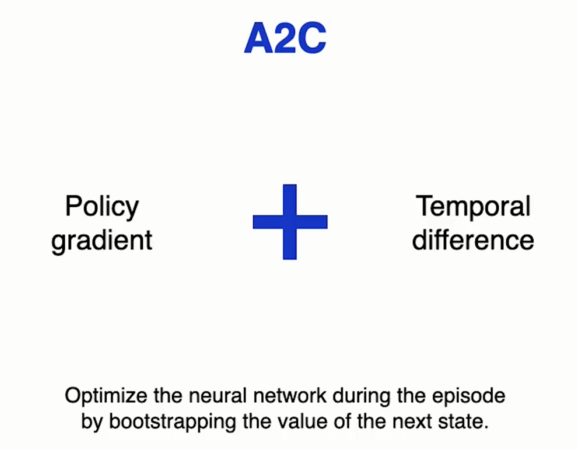 A2C
Policy
gradient
Temporal
difference
Optimize the neural network during the episode
by bootstrapping the value of the next state.